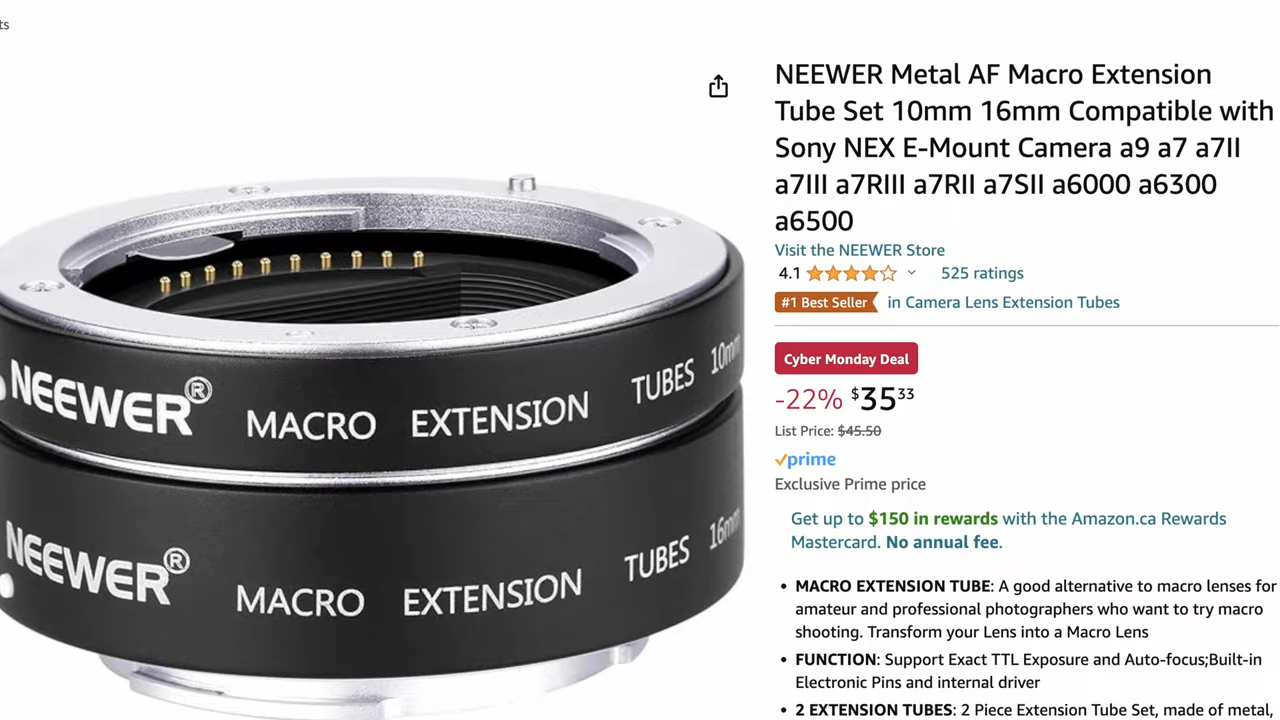 ts
NEEWER Metal AF Macro Extension
Tube Set 10mm 16mm Compatible with
Sony NEX E-Mount Camera a9 a7 a7II
a7III a7RIII a7RII a7SII a6000 a6300
a6500
Visit the NEEWER Store
4.1 525 ratings
#1 Best Seller in Camera Lens Extension Tubes
Cyber Monday Deal
-22% $35 33
List Price: $45.50
prime
Exclusive Prime price
Get up to $150 in rewards with the Amazon.ca Rewards
Mastercard. No annual fee.
• MACRO EXTENSION TUBE: A good alternative to macro lenses for
amateur and professional photographers who want to try macro
shooting. Transform your Lens into a Macro Lens
• FUNCTION: Support Exact TTL Exposure and Auto-focus;Built-in
Electronic Pins and internal driver
• 2 EXTENSION TUBES: 2 Piece Extension Tube Set, made of metal,
NEEWER® MACRO EXTENSION TUBES 10mm
NEEWER® MACRO EXTENSION TUBES 16mm